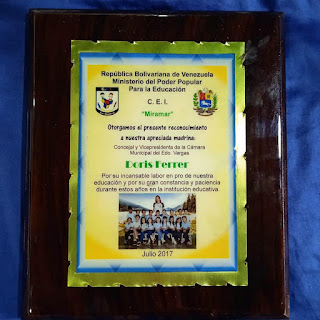 República Bolivariana de Venezuela
Ministerio del Poder Popular
Para la Educación
C. E. I.
"Miramar"
Otorgamos el presente reconocimiento
a nuestra apreciada madrina:
Concejal y Vicepresidenta de la Cámara
Municipal del Edo. Vargas.
Doris Ferrer
Por su incansable labor en pro de nuestra
educación y por su gran constancia y paciencia
durante estos años en la institución educativa.
Julio 2017